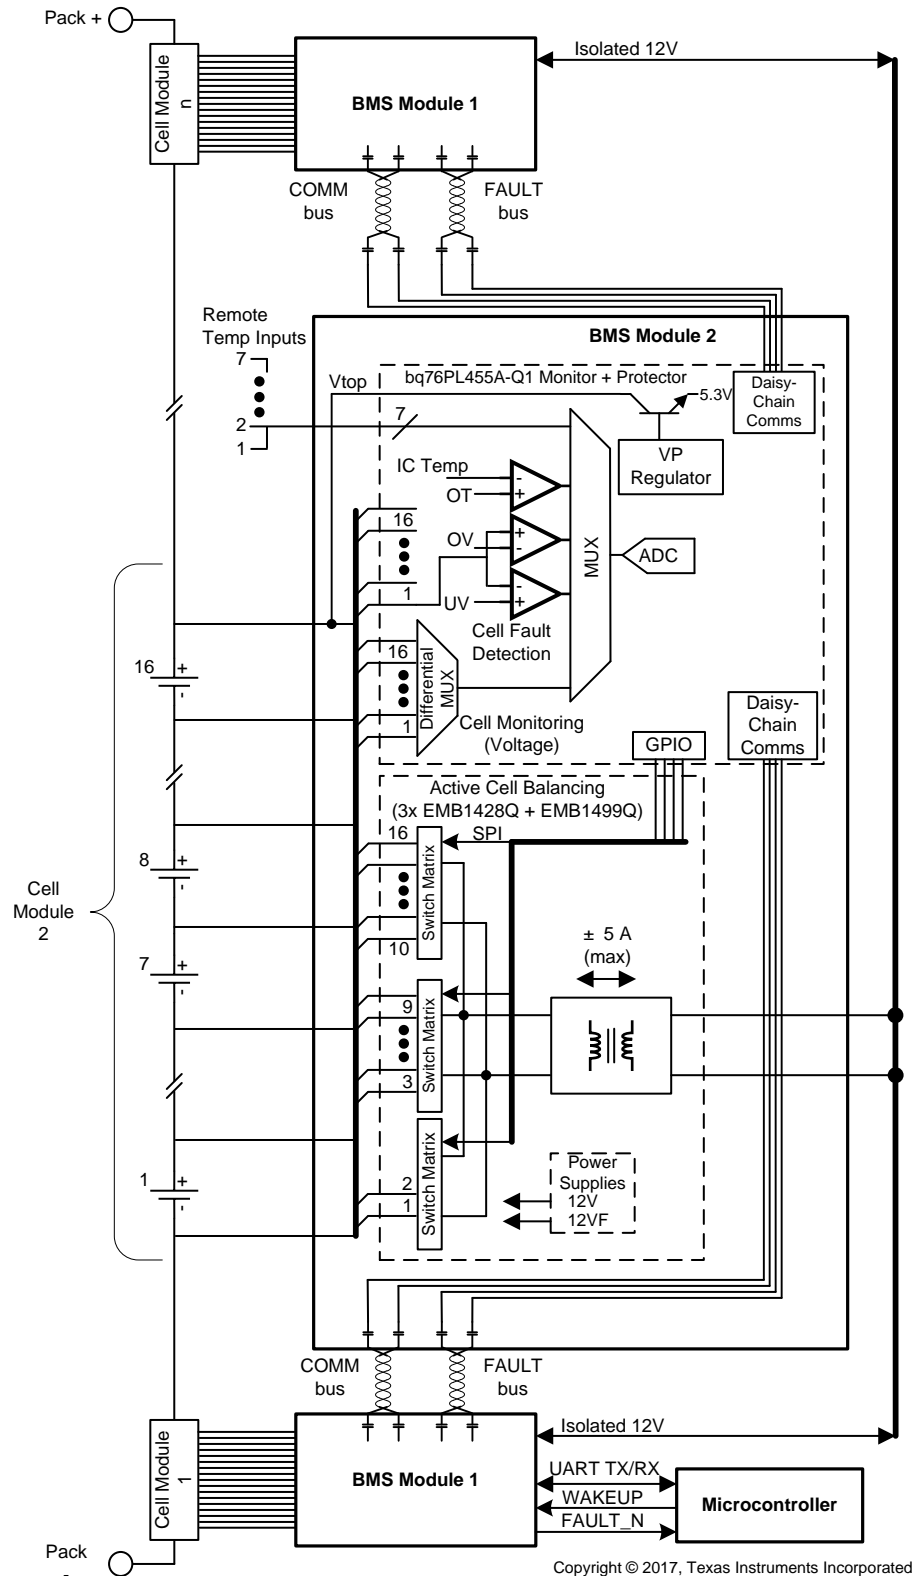 Pack +
Cell Module
n
BMS Module 1
Isolated 12V
COMM
bus
FAULT
bus
Remote
Temp Inputs
7
2
1
BMS Module 2
Vtop
bq76PL455A-Q1 Monitor + Protector
5.3V
Daisy-
Chain
Comms
7
VP
Regulator
IC Temp
-
OT
+
16
OV
+
-
MUX
ADC
1
-
UV
+
Cell Fault
Detection
16
Differential
MUX
1
Cell Monitoring
(Voltage)
Daisy-
Chain
Comms
GPIO
16
+
-
Active Cell Balancing
(3x EMB1428Q + EMB1499Q)
16
SPI
Switch Matrix
10
8
+
-
Cell
Module
2
7
+
-
± 5 A
(max)
9
Switch Matrix
3
Switch Matrix
2
1
1
+
-
Power
Supplies
12V
12VF
COMM
bus
FAULT
bus
Cell Module
1
BMS Module 1
Isolated 12V
UART TX/RX
WAKEUP
FAULT_N
Microcontroller
Pack
-
Copyright © 2017, Texas Instruments Incorporated